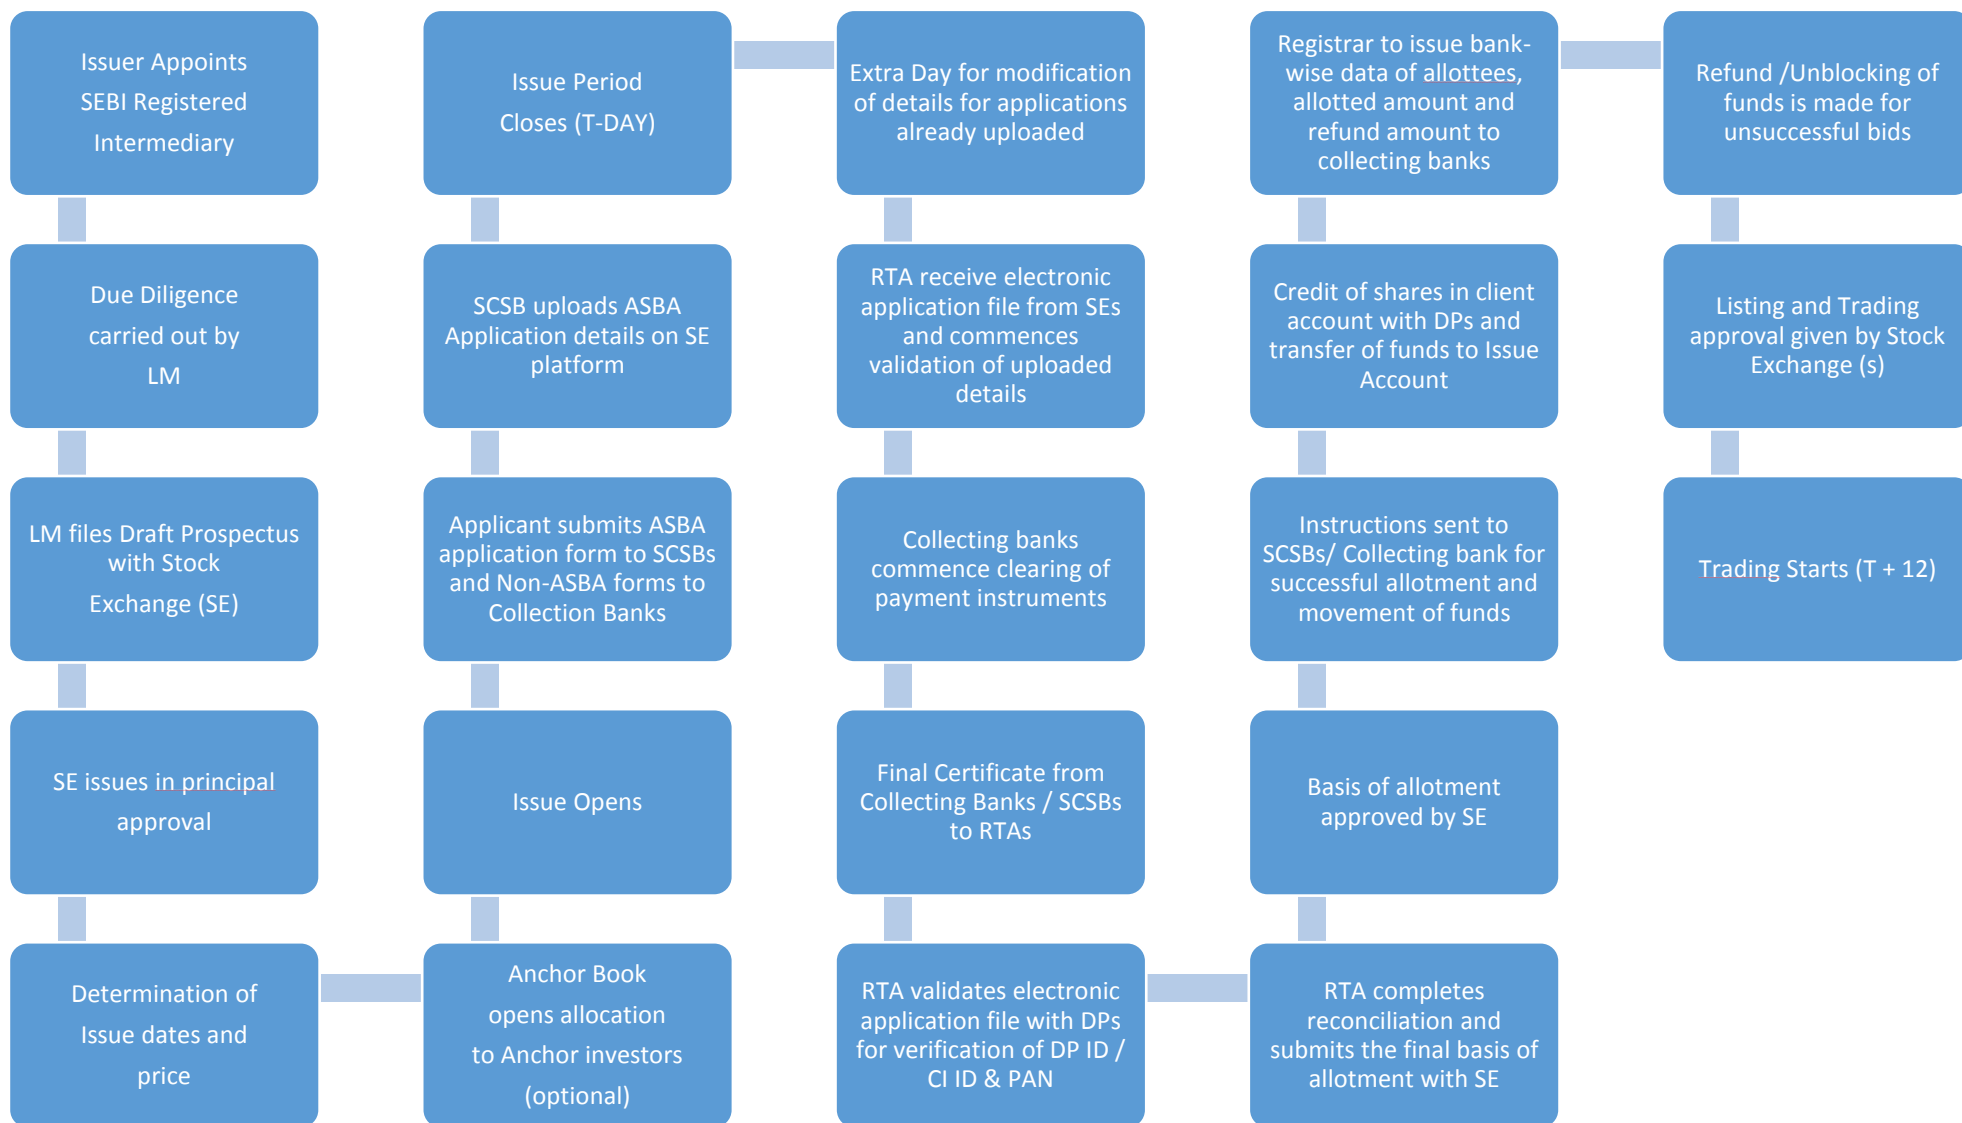 Issuer Appoints
SEBI Registered
Intermediary
Due Diligence
carried out by
LM
LM files Draft Prospectus
with Stock
Exchange (SE)
SE issues in principal
approval
Determination of
Issue dates and
price
Anchor Book
opens allocation
to Anchor investors
(optional)
Issue Opens
Applicant submits ASBA
application form to SCSBs
and Non-ASBA forms to
Collection Banks
SCSB uploads ASBA
Application details on SE
platform
Issue Period
Closes (T-DAY)
Extra Day for modification
of details for applications
already uploaded
RTA receive electronic
application file from SEs
and commences
validation of uploaded
details
Collecting banks
commence clearing of
payment instruments
Final Certificate from
Collecting Banks / SCSBs
to RTAs
RTA validates electronic
application file with DPs
for verification of DP ID /
CI ID & PAN
RTA completes
reconciliation and
submits the final basis of
allotment with SE
Basis of allotment
approved by SE
Instructions sent to
SCSBs/ Collecting bank for
successful allotment and
movement of funds
Credit of shares in client
account with DPs and
transfer of funds to Issue
Account
Registrar to issue bank-
wise data of allottees,
allotted amount and
refund amount to
collecting banks
Refund /Unblocking of
funds is made for
unsuccessful bids
Listing and Trading
approval given by Stock
Exchange (s)
Trading Starts (T + 12)